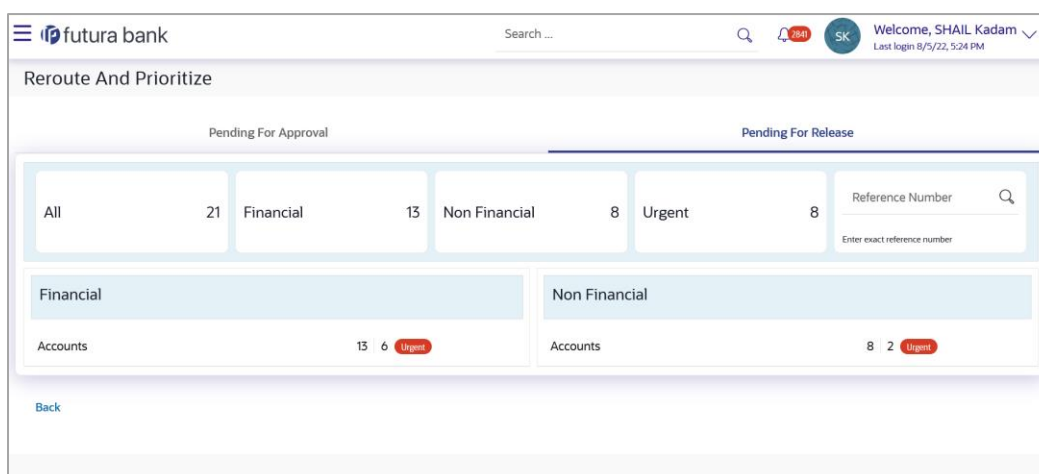 futura bank
Search ...
2841
SK
Welcome, SHAIL Kadam
Last login 8/5/22, 5:24 PM
Reroute And Prioritize
Pending For Approval
Pending For Release
All 21
Financial 13
Non Financial 8
Urgent 8
Reference Number
Enter exact reference number
Financial
Accounts 13 6 Urgent
Non Financial
Accounts 8 2 Urgent
Back